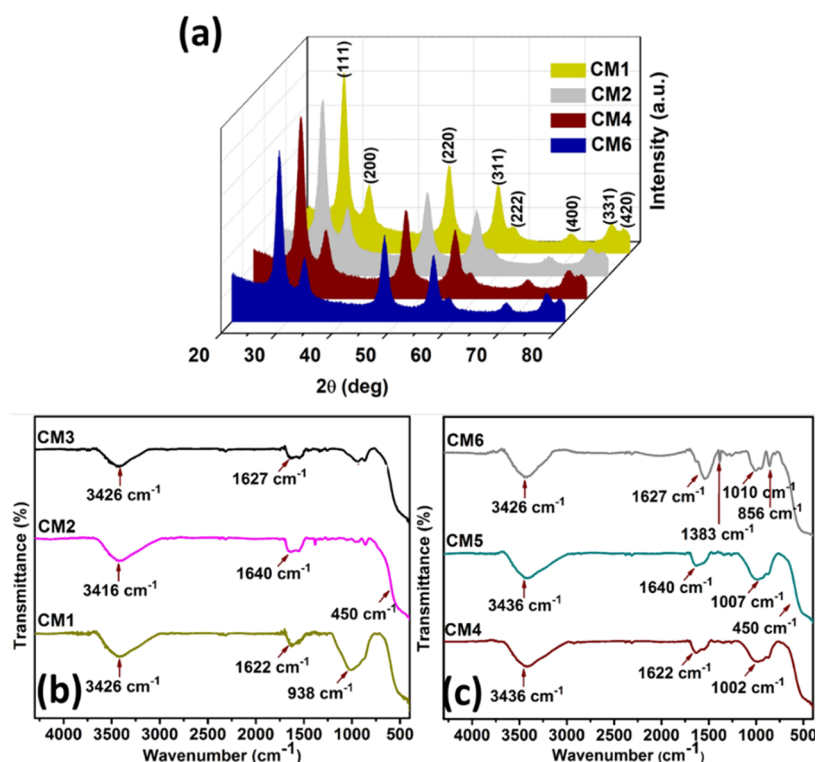 (a)
(111)
(200)
(220)
(311)
(222)
(400)
(331)
(420)
CM1
CM2
CM4
CM6
Intensity (a.u.)
20 30 40 50 60 70 80
2θ (deg)
CM3
3426 cm-1
1627 cm-1
CM2
3416 cm-1
1640 cm-1
450 cm-1
CM1
3426 cm-1
1622 cm-1
938 cm-1
(b)
Transmittance (%)
4000 3500 3000 2500 2000 1500 1000 500
Wavenumber (cm-1)
CM6
3426 cm-1
1627 cm-1
1010 cm-1
856 cm-1
1383 cm-1
CM5
3436 cm-1
1640 cm-1
1007 cm-1
450 cm-1
CM4
3436 cm-1
1622 cm-1
1002 cm-1
(c)
Transmittance (%)
4000 3500 3000 2500 2000 1500 1000 500
Wavenumber (cm-1)